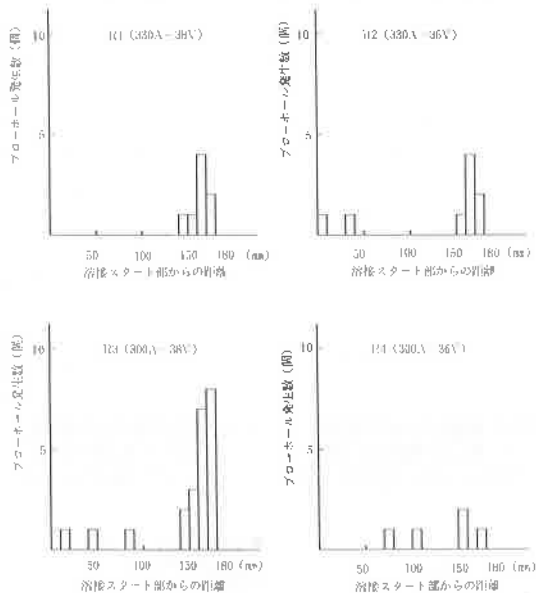 ブローホール発生数（個）
10
5
R1（330A－38V）
50 100 150 180 (mm)
溶接スタート部からの距離
ブローホール発生数（個）
10
5
R2（330A－36V）
50 100 150 180 (mm)
溶接スタート部からの距離
ブローホール発生数（個）
10
5
R3（300A－38V）
50 100 150 180 (mm)
溶接スタート部からの距離
ブローホール発生数（個）
10
5
R4（300A－36V）
50 100 150 180 (mm)
溶接スタート部からの距離